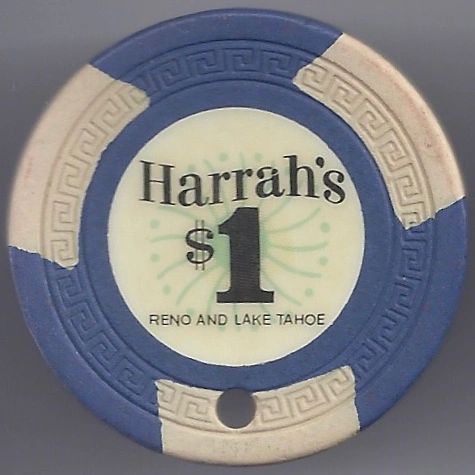 Harrah's
$1
RENO AND LAKE TAHOE